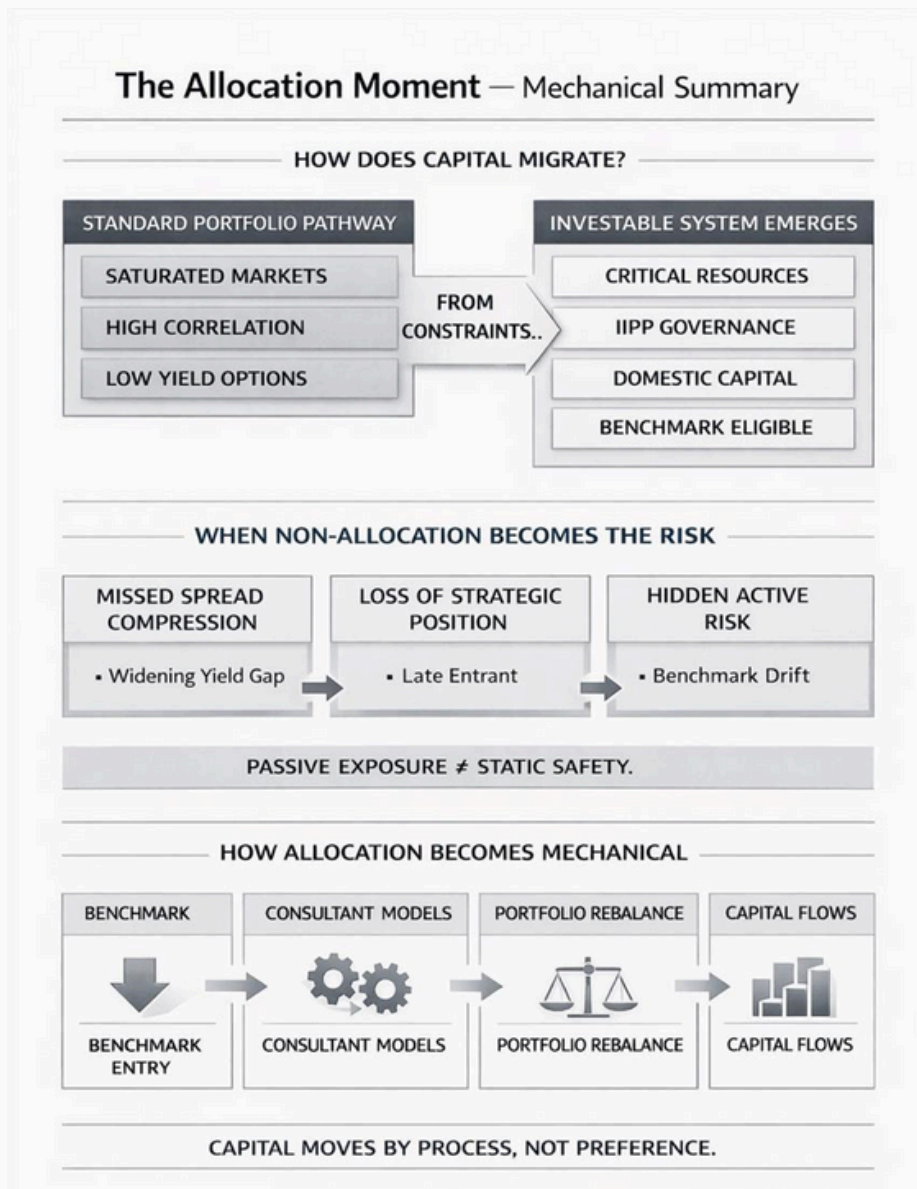 The Allocation Moment — Mechanical Summary
HOW DOES CAPITAL MIGRATE?
STANDARD PORTFOLIO PATHWAY
SATURATED MARKETS
HIGH CORRELATION
LOW YIELD OPTIONS
FROM
CONSTRAINTS..
INVESTABLE SYSTEM EMERGES
CRITICAL RESOURCES
IIPP GOVERNANCE
DOMESTIC CAPITAL
BENCHMARK ELIGIBLE
WHEN NON-ALLOCATION BECOMES THE RISK
MISSED SPREAD
COMPRESSION
▪ Widening Yield Gap
LOSS OF STRATEGIC
POSITION
▪ Late Entrant
HIDDEN ACTIVE
RISK
▪ Benchmark Drift
PASSIVE EXPOSURE ≠ STATIC SAFETY.
HOW ALLOCATION BECOMES MECHANICAL
BENCHMARK
BENCHMARK
ENTRY
CONSULTANT MODELS
CONSULTANT MODELS
PORTFOLIO REBALANCE
PORTFOLIO REBALANCE
CAPITAL FLOWS
CAPITAL FLOWS
CAPITAL MOVES BY PROCESS, NOT PREFERENCE.